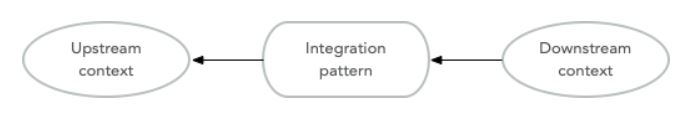 Upstream
context
Integration
pattern
Downstream
context